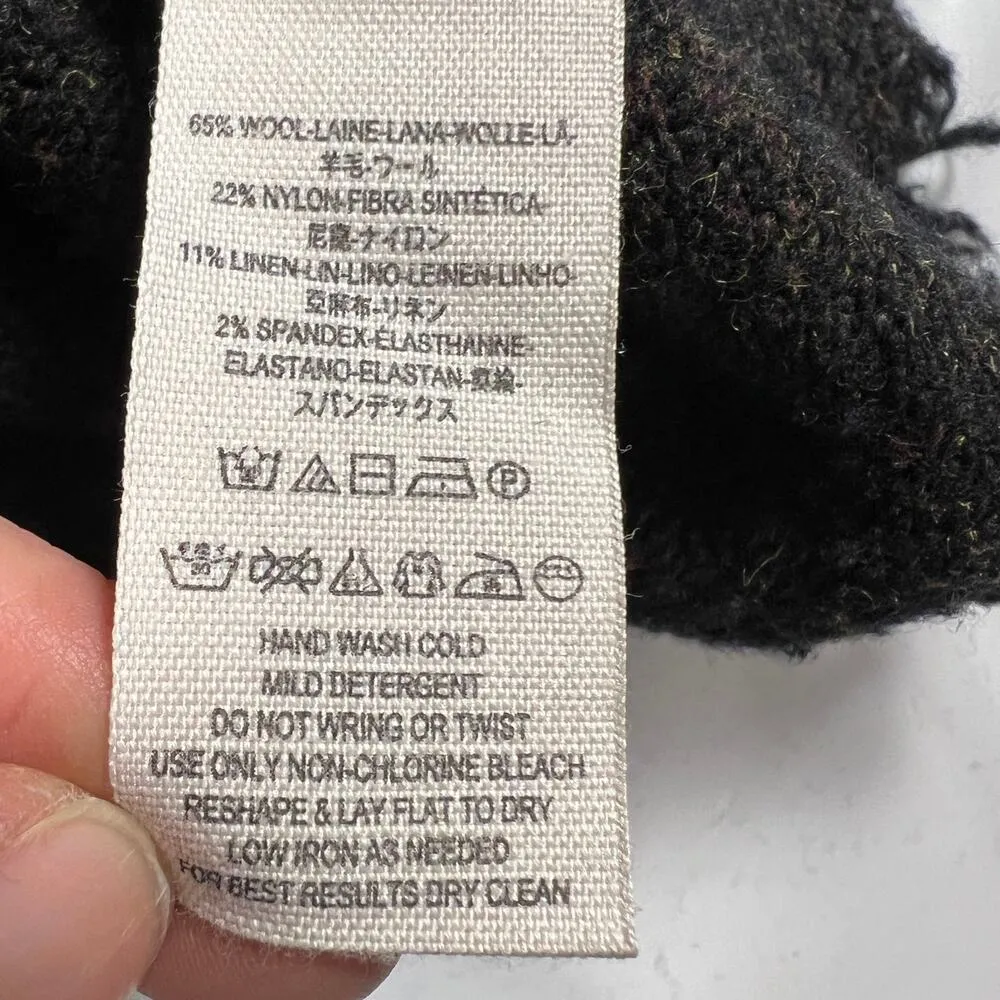 65% WOOL-LAINE-LANA-WOLLE-LÃ-
羊毛-ウール
22% NYLON-FIBRA SINTÉTICA-
尼龍-ナイロン
11% LINEN-LIN-LINO-LEINEN-LINHO-
亞麻布-リネン
2% SPANDEX-ELASTHANNE-
ELASTANO-ELASTAN-
スパンデックス
P
HAND WASH COLD
MILD DETERGENT
DO NOT WRING OR TWIST
USE ONLY NON-CHLORINE BLEACH
RESHAPE & LAY FLAT TO DRY
LOW IRON AS NEEDED
FOR BEST RESULTS DRY CLEAN